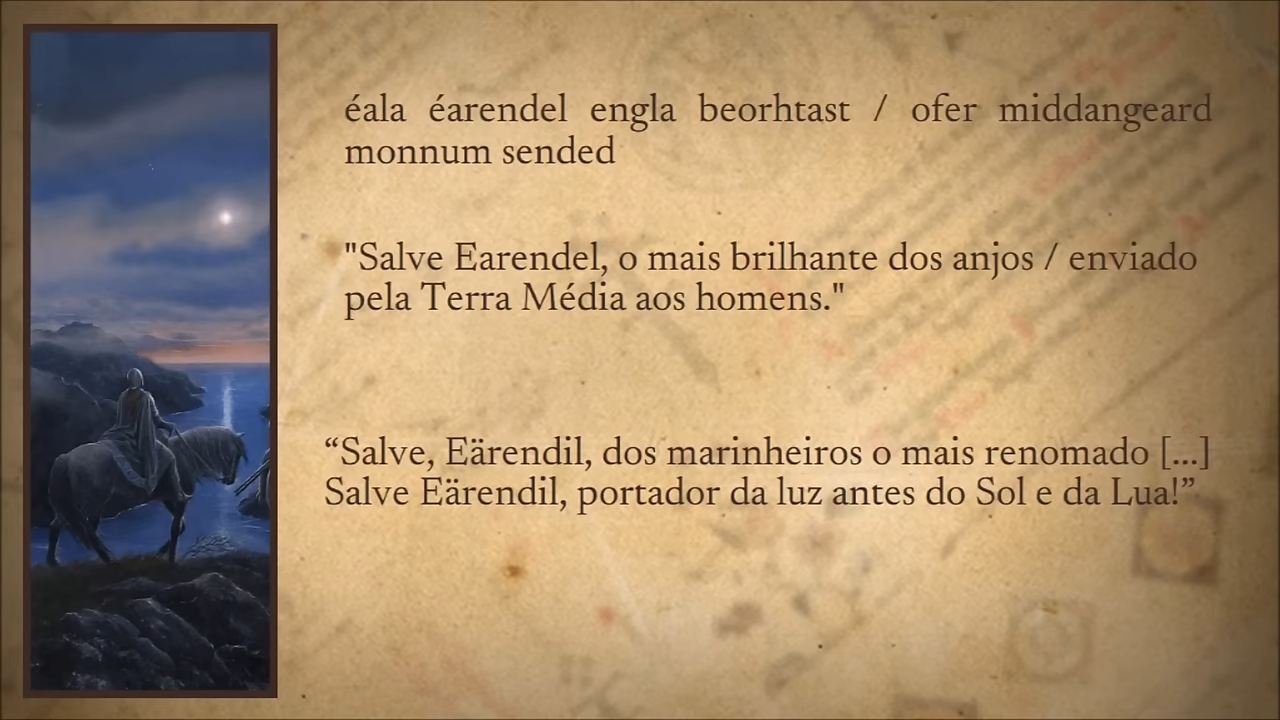 éala éarendel engla beorhtast / ofer middangeard
monnum sended
"Salve Earendel, o mais brilhante dos anjos / enviado
pela Terra Média aos homens."
“Salve, Eärendil, dos marinheiros o mais renomado [...]
Salve Eärendil, portador da luz antes do Sol e da Lua!”